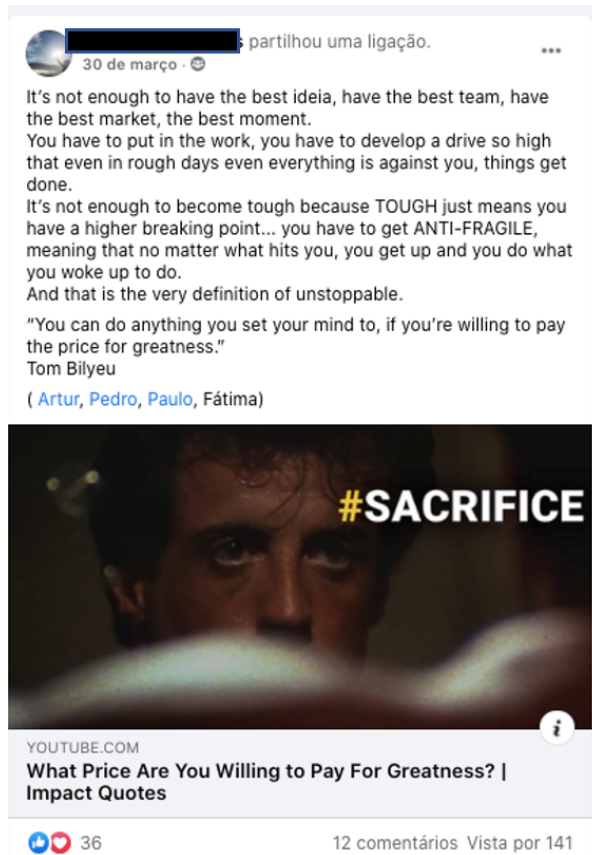 s partilhou uma ligação.
30 de março ·
It's not enough to have the best ideia, have the best team, have
the best market, the best moment.
You have to put in the work, you have to develop a drive so high
that even in rough days even everything is against you, things get
done.
It's not enough to become tough because TOUGH just means you
have a higher breaking point... you have to get ANTI-FRAGILE,
meaning that no matter what hits you, you get up and you do what
you woke up to do.
And that is the very definition of unstoppable.
"You can do anything you set your mind to, if you're willing to pay
the price for greatness."
Tom Bilyeu
( Artur, Pedro, Paulo, Fátima)
#SACRIFICE
YOUTUBE.COM
What Price Are You Willing to Pay For Greatness? |
Impact Quotes
36 12 comentários Vista por 141